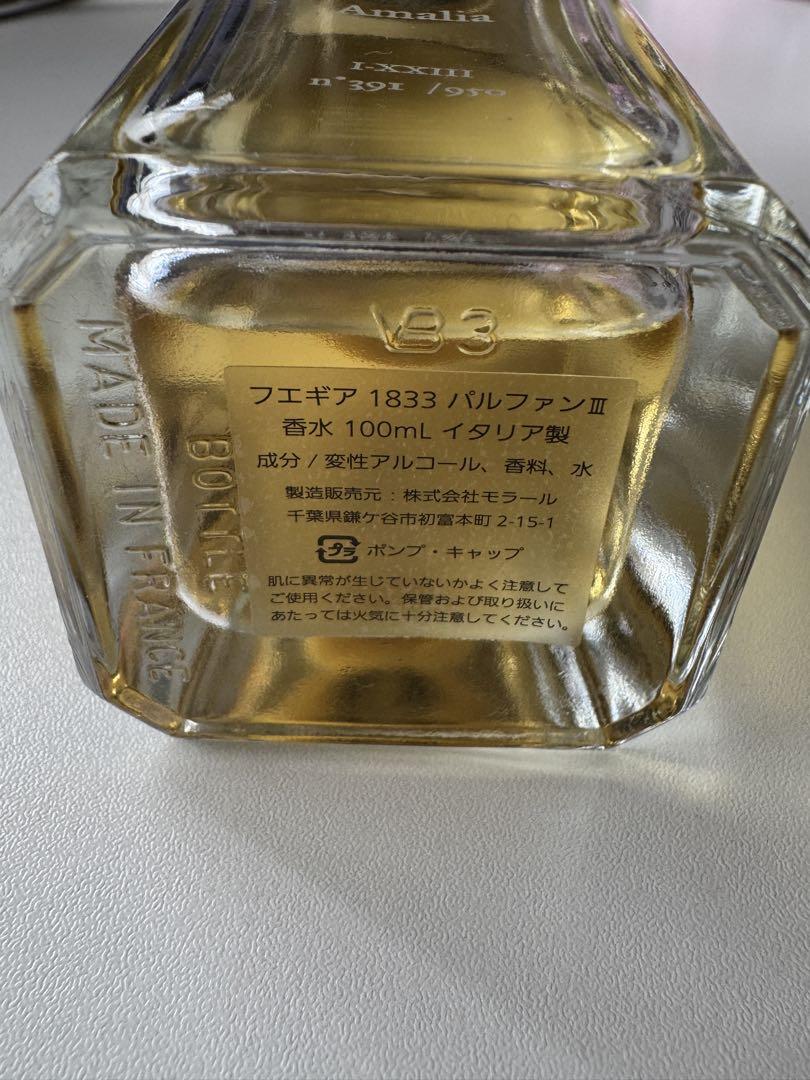 Amalia
I-XXIII
n°391 /950
VB3
MADE IN FRANCE
BOTTLE
フエギア 1833 パルファンⅢ
香水 100mL イタリア製
成分 / 変性アルコール、香料、水
製造販売元 : 株式会社モラール
千葉県鎌ケ谷市初富本町 2-15-1
プラ ポンプ・キャップ
肌に異常が生じていないかよく注意して
ご使用ください。保管および取り扱いに
あたっては火気に十分注意してください。